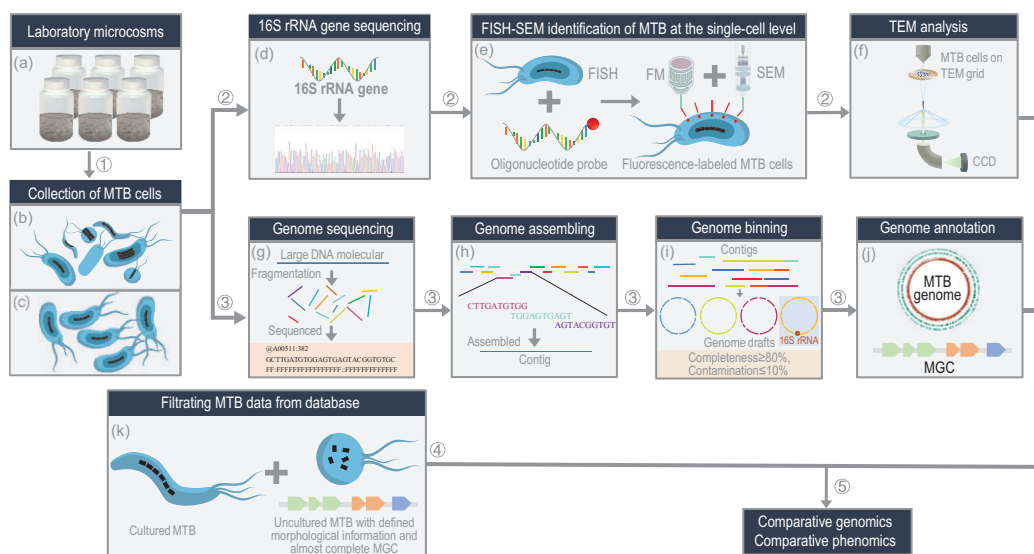 Laboratory microcosms
(a)
①
Collection of MTB cells
(b)
(c)
②
③
16S rRNA gene sequencing
(d)
16S rRNA gene
②
FISH-SEM identification of MTB at the single-cell level
(e)
FISH
FM
SEM
Oligonucleotide probe
Fluorescence-labeled MTB cells
②
TEM analysis
(f)
MTB cells on
TEM grid
CCD
Genome sequencing
(g)
Large DNA molecular
Fragmentation
Sequenced
@A00511:382
GCTTGATGTGGAGTGAGTACGGTGTGC
FF:FFFFFFFFFFFFFFFF:FFFFFFFFFFFFF
③
Genome assembling
(h)
CTTGATGTGG
TGGAGTGAGT
AGTACGGTGT
Assembled
Contig
③
Genome binning
(i)
Contigs
Genome drafts
16S rRNA
Completeness≥80%,
Contamination≤10%
③
Genome annotation
(j)
MTB
genome
MGC
Filtrating MTB data from database
(k)
Cultured MTB
Uncultured MTB with defined
morphological information and
almost complete MGC
④
⑤
Comparative genomics
Comparative phenomics